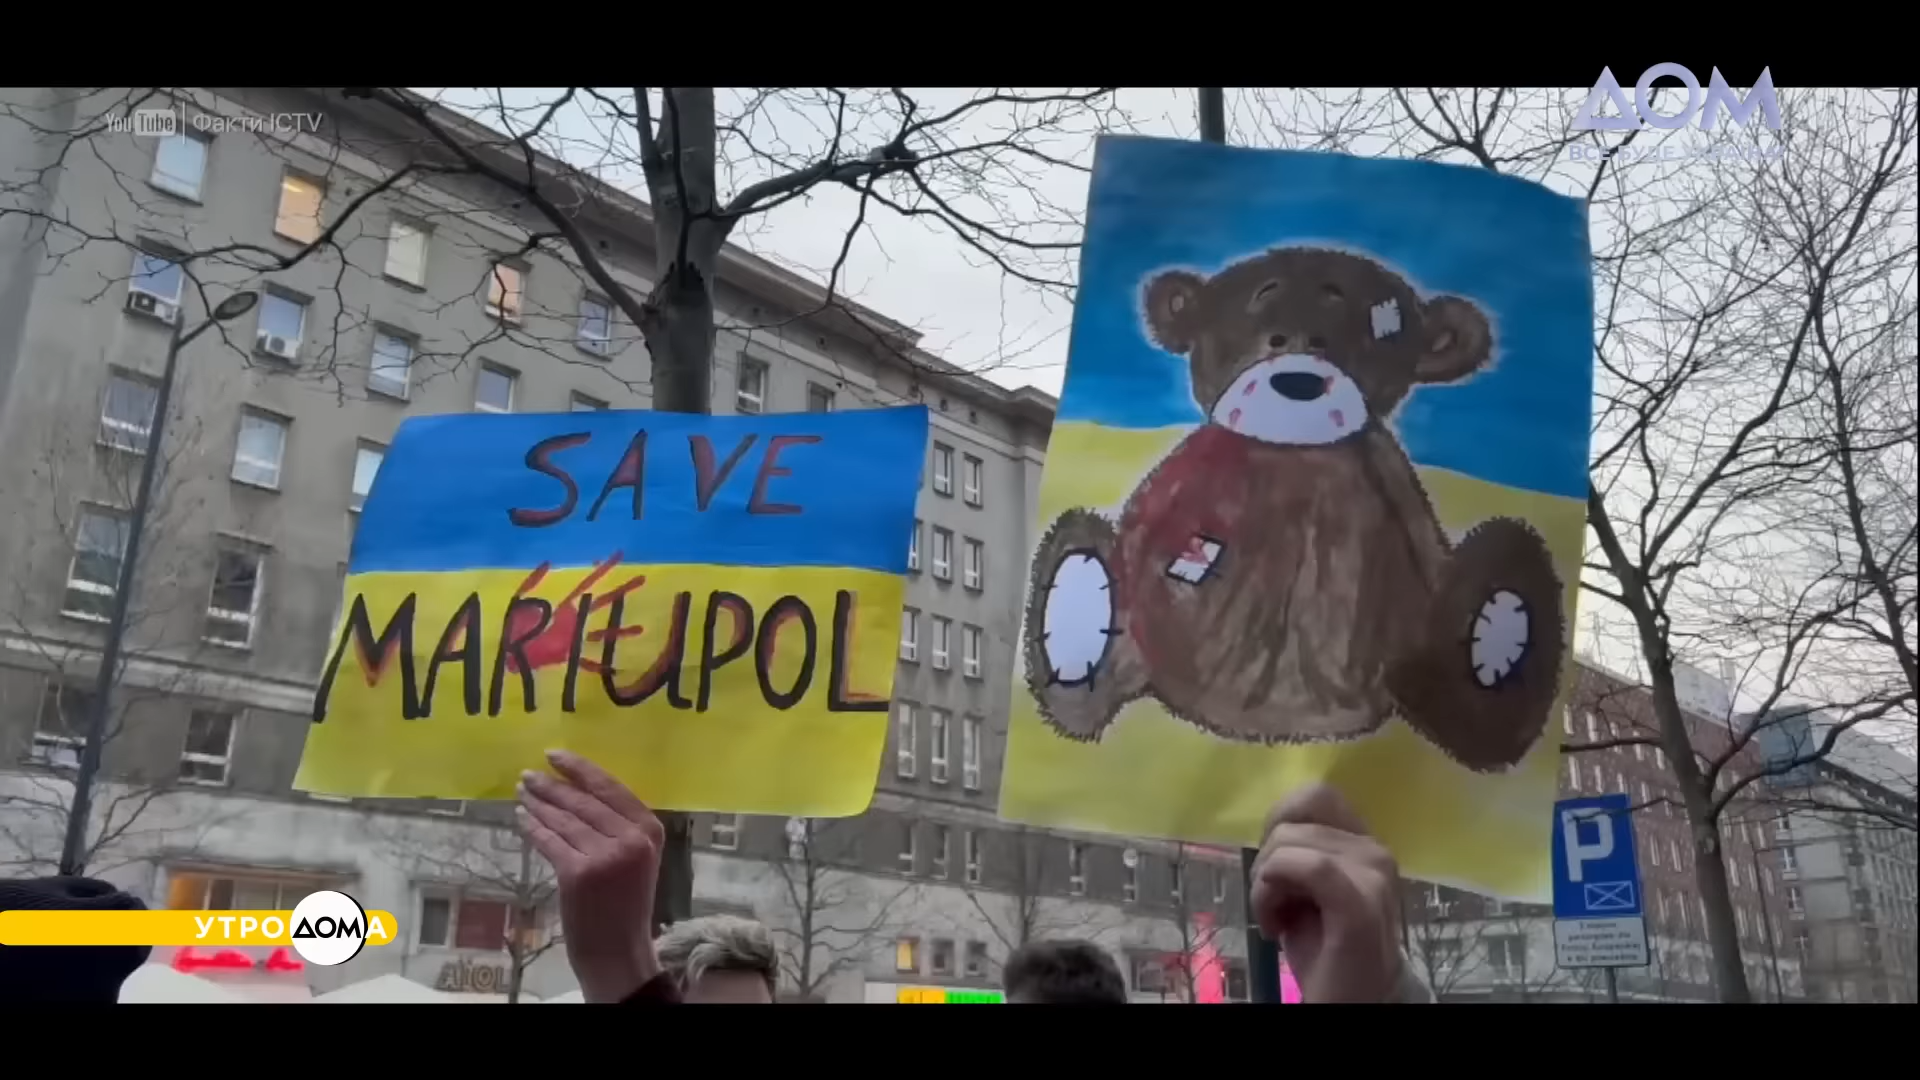 YouTube | Факти ICTV
ДОМ
SAVE
MARIUPOL
P
УТРО ДОМА